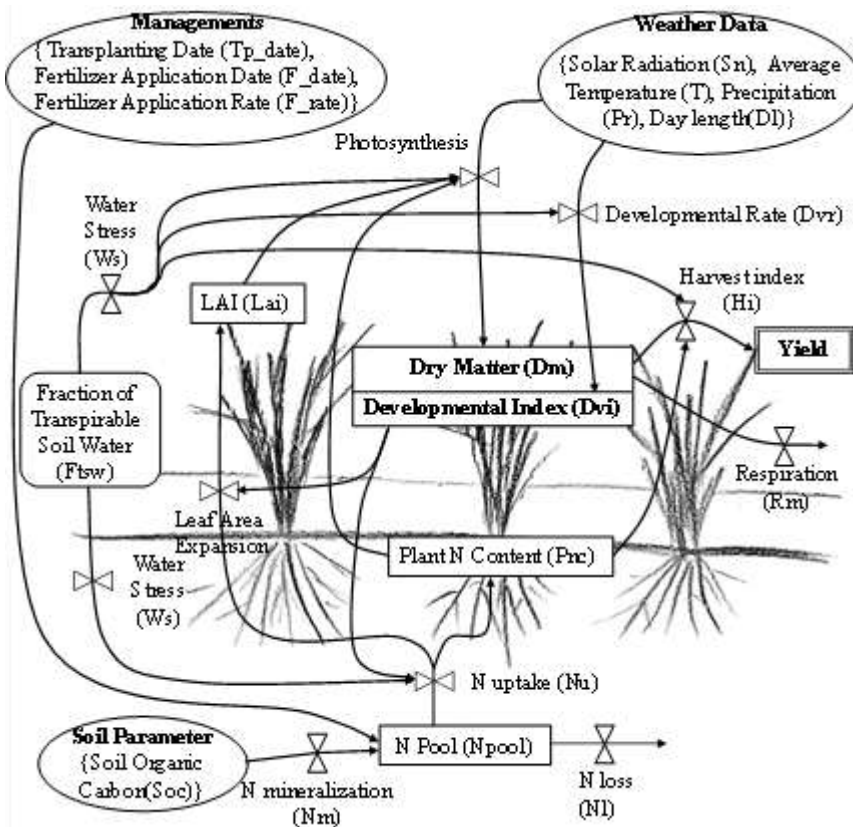 Managements
{ Transplanting Date (Tp_date),
Fertilizer Application Date (F_date),
Fertilizer Application Rate (F_rate)}
Weather Data
{Solar Radiation (Sn), Average
Temperature (T), Precipitation
(Pr), Day length(Dl)}
Photosynthesis
Water
Stress
(Ws)
Developmental Rate (Dvr)
LAI (Lai)
Harvest index
(Hi)
Yield
Dry Matter (Dm)
Developmental Index (Dvi)
Fraction of
Transpirable
Soil Water
(Ftsw)
Respiration
(Rm)
Leaf Area
Expansion
Plant N Content (Pnc)
Water
Stress
(Ws)
N uptake (Nu)
Soil Parameter
{Soil Organic
Carbon(Soc)}
N mineralization
(Nm)
N Pool (Npool)
N loss
(Nl)